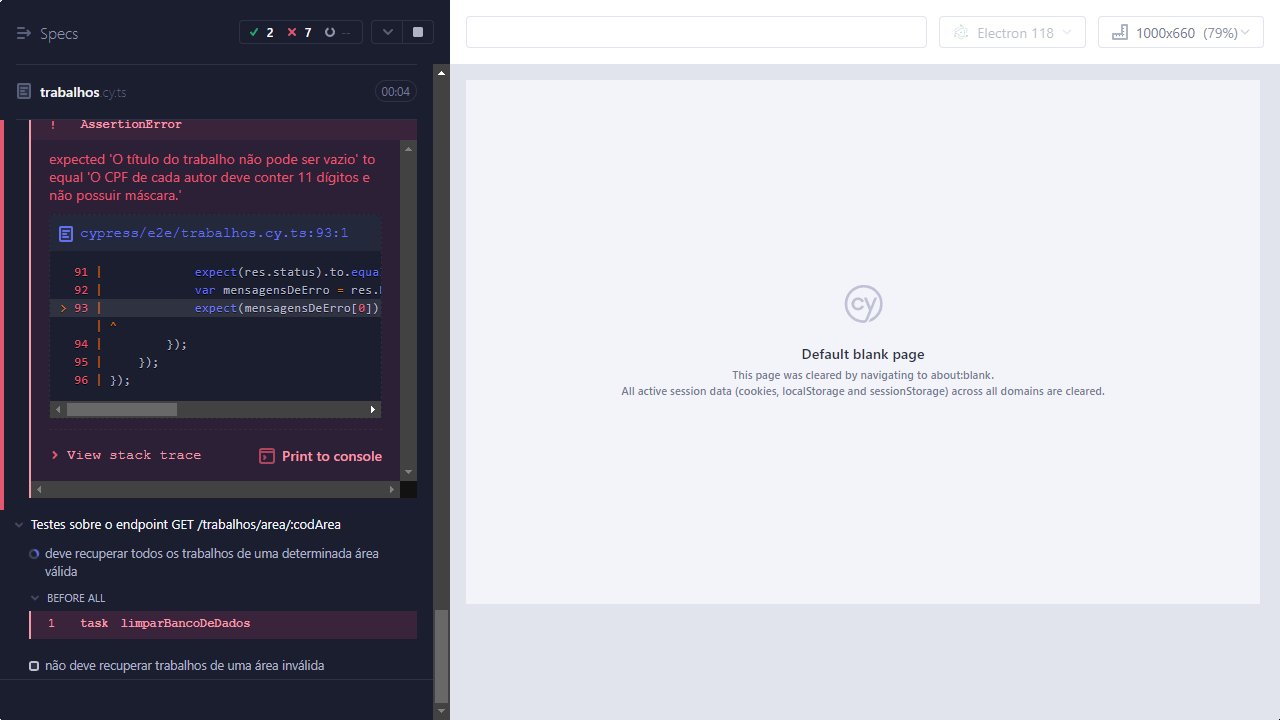 Specs
2
7
--
Electron 118
1000x660 (79%)
trabalhos cy.ts
00:04
! AssertionError
expected 'O título do trabalho não pode ser vazio' to
equal 'O CPF de cada autor deve conter 11 dígitos e
não possuir máscara.'
cypress/e2e/trabalhos.cy.ts:93:1
91 | expect(res.status).to.equa
92 | var mensagensDeErro = res.
> 93 | expect(mensagensDeErro[0])
| ^
94 | });
95 | });
96 | });
View stack trace
Print to console
Testes sobre o endpoint GET /trabalhos/area/:codArea
deve recuperar todos os trabalhos de uma determinada área
válida
BEFORE ALL
1 task limparBancoDeDados
não deve recuperar trabalhos de uma área inválida
cy
Default blank page
This page was cleared by navigating to about:blank.
All active session data (cookies, localStorage and sessionStorage) across all domains are cleared.